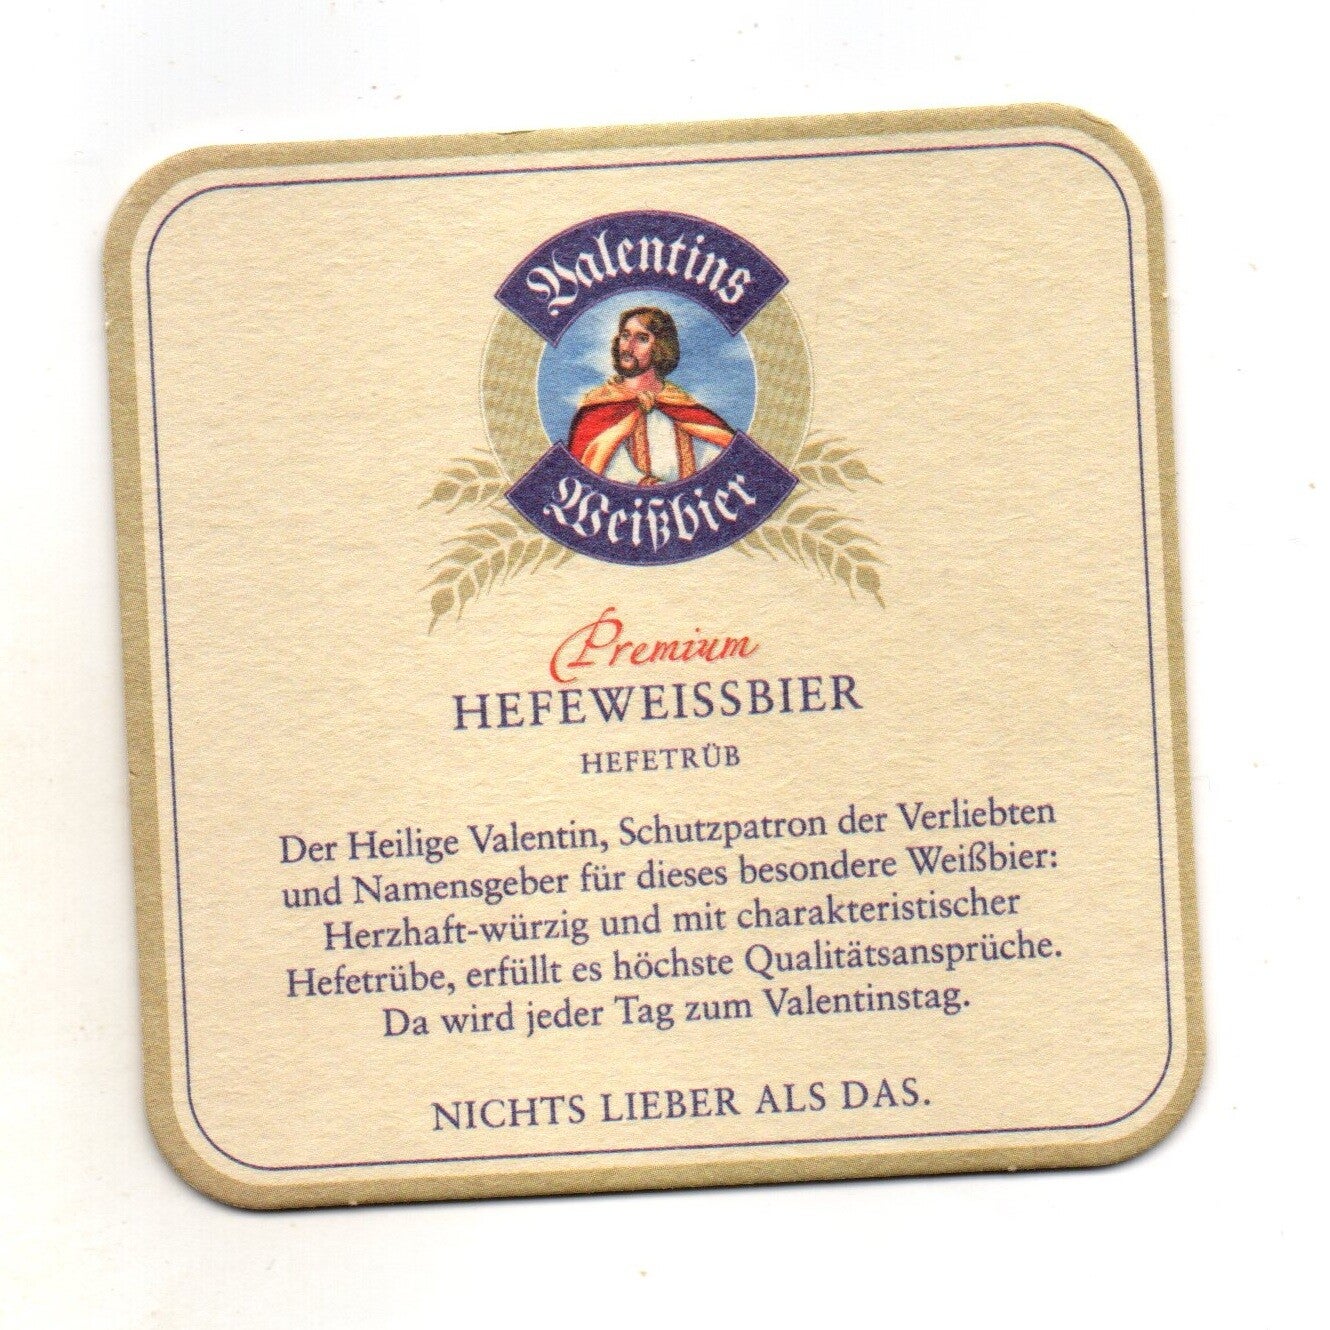 Valentins
Weißbier
Premium
HEFEWEISSBIER
HEFETRÜB
Der Heilige Valentin, Schutzpatron der Verliebten
und Namensgeber für dieses besondere Weißbier:
Herzhaft-würzig und mit charakteristischer
Hefetrübe, erfüllt es höchste Qualitätsansprüche.
Da wird jeder Tag zum Valentinstag.
NICHTS LIEBER ALS DAS.